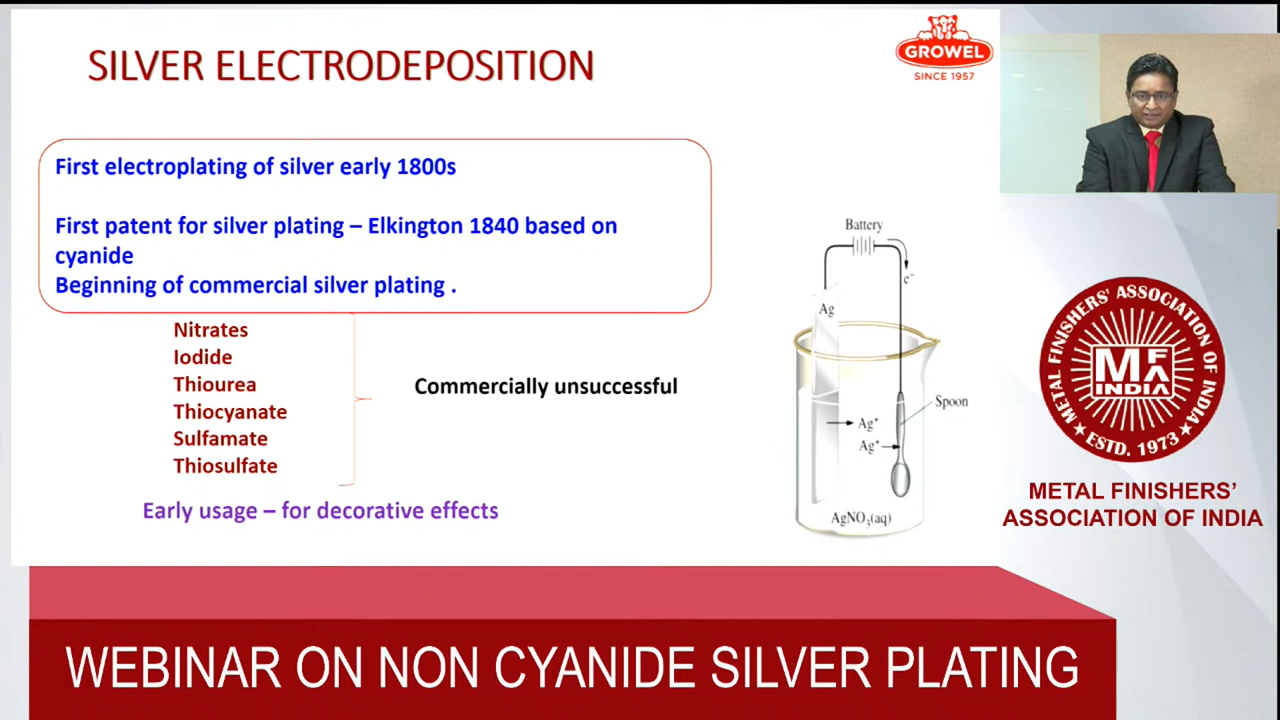 SILVER ELECTRODEPOSITION
GROWEL
SINCE 1957
First electroplating of silver early 1800s
First patent for silver plating – Elkington 1840 based on
cyanide
Beginning of commercial silver plating .
Nitrates
Iodide
Thiourea
Thiocyanate
Sulfamate
Thiosulfate
Commercially unsuccessful
Early usage – for decorative effects
Battery
e⁻
Ag
Spoon
Ag⁺
Ag⁺
AgNO₃(aq)
METAL FINISHERS' ASSOCIATION OF INDIA
MFA
INDIA
ESTD. 1973
METAL FINISHERS'
ASSOCIATION OF INDIA
WEBINAR ON NON CYANIDE SILVER PLATING